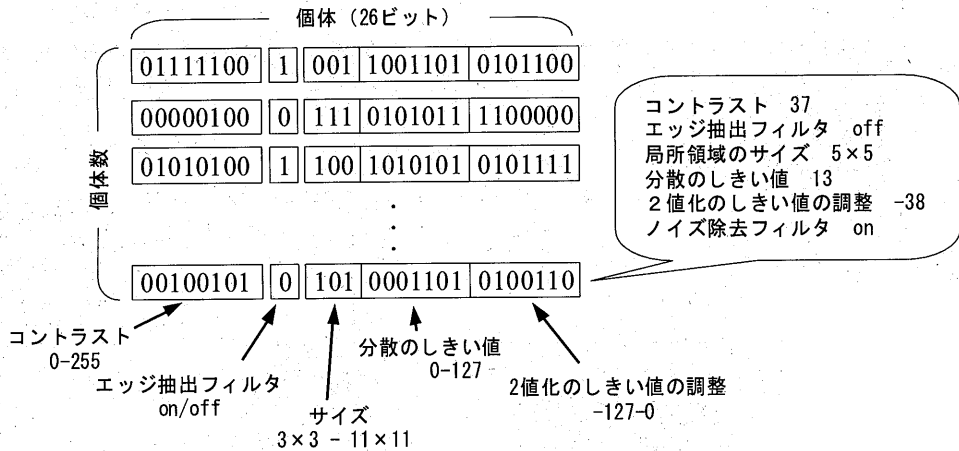 個体（26ビット）
個体数
01111100 1 001 1001101 0101100
00000100 0 111 0101011 1100000
01010100 1 100 1010101 0101111
00100101 0 101 0001101 0100110
コントラスト 37
エッジ抽出フィルタ off
局所領域のサイズ 5×5
分散のしきい値 13
２値化のしきい値の調整 -38
ノイズ除去フィルタ on
コントラスト
0-255
エッジ抽出フィルタ
on/off
サイズ
3×3 - 11×11
分散のしきい値
0-127
2値化のしきい値の調整
-127-0